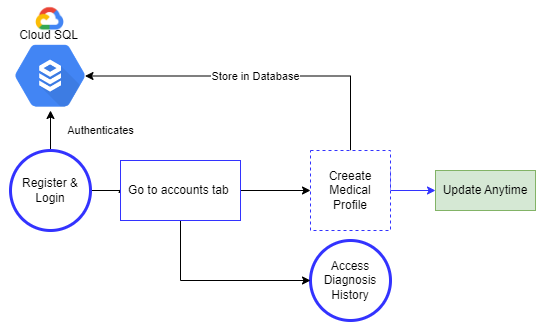 Cloud SQL
Store in Database
Authenticates
Register &
Login
Go to accounts tab
Creeate
Medical
Profile
Update Anytime
Access
Diagnosis
History